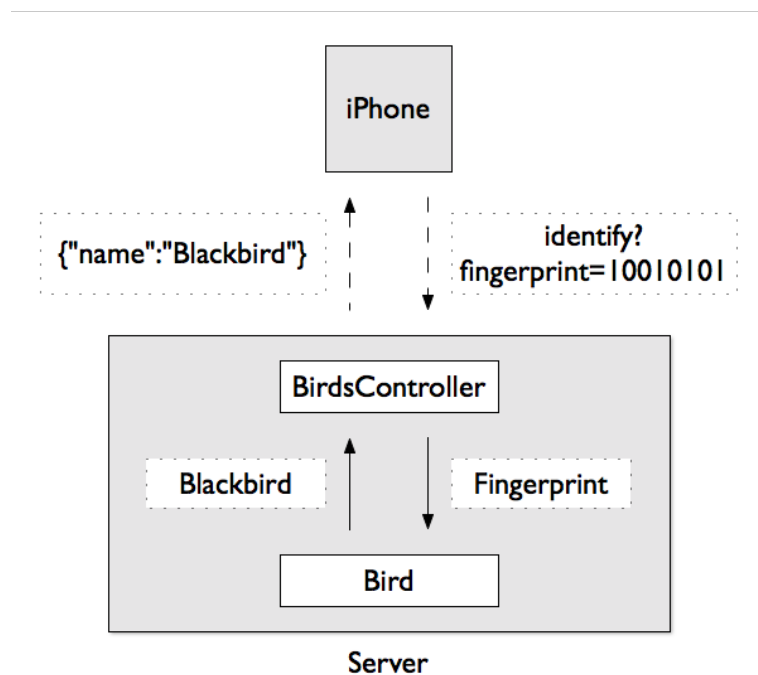 iPhone
{"name":"Blackbird"}
identify?
fingerprint=10010101
BirdsController
Blackbird
Fingerprint
Bird
Server